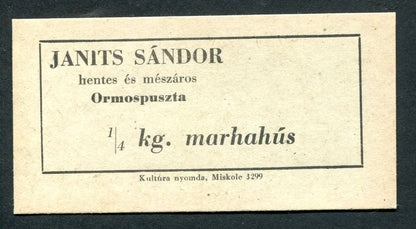 JANITS SÁNDOR
hentes és mészáros
Ormospuszta
1/4 kg. marhahús
Kultúra nyomda, Miskolc 3299